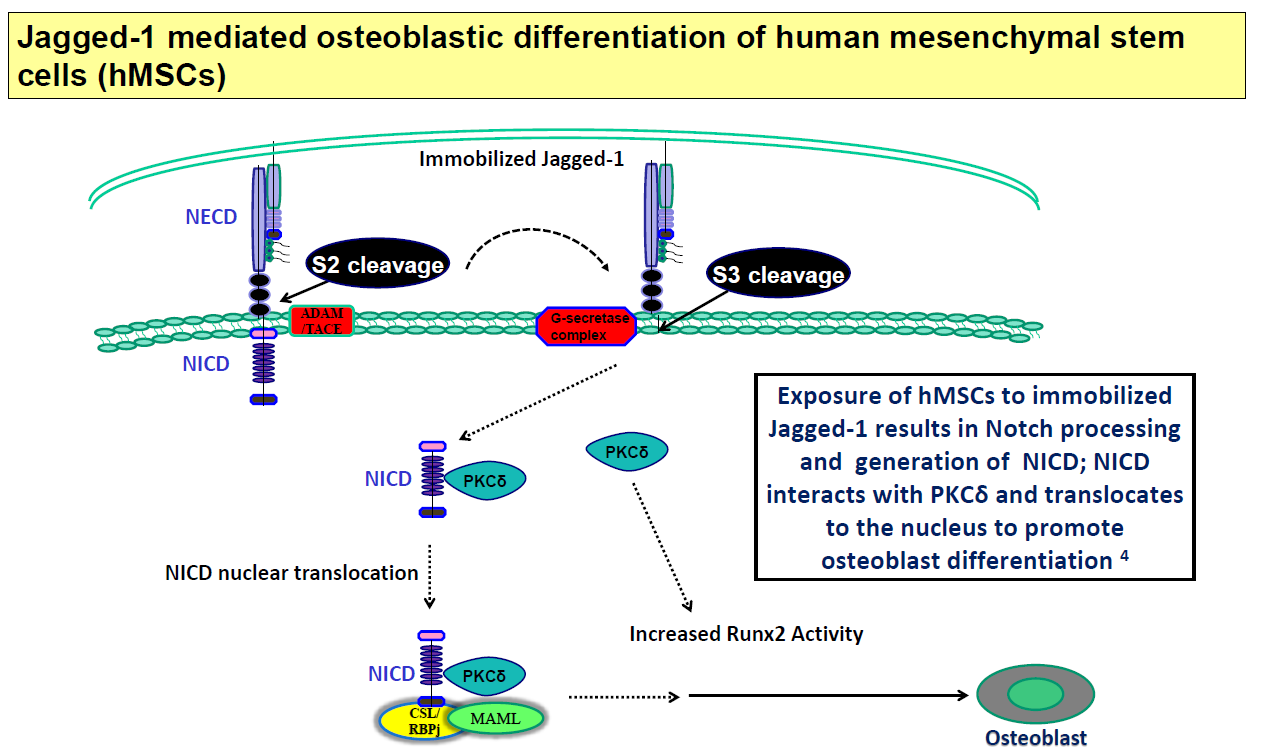 Jagged-1 mediated osteoblastic differentiation of human mesenchymal stem
cells (hMSCs)
Immobilized Jagged-1
NECD
S2 cleavage
S3 cleavage
ADAM
/TACE
G-secretase
complex
NICD
Exposure of hMSCs to immobilized
Jagged-1 results in Notch processing
and generation of NICD; NICD
interacts with PKCδ and translocates
to the nucleus to promote
osteoblast differentiation 4
PKCδ
NICD
PKCδ
NICD nuclear translocation
Increased Runx2 Activity
NICD
PKCδ
CSL/
RBPj
MAML
Osteoblast